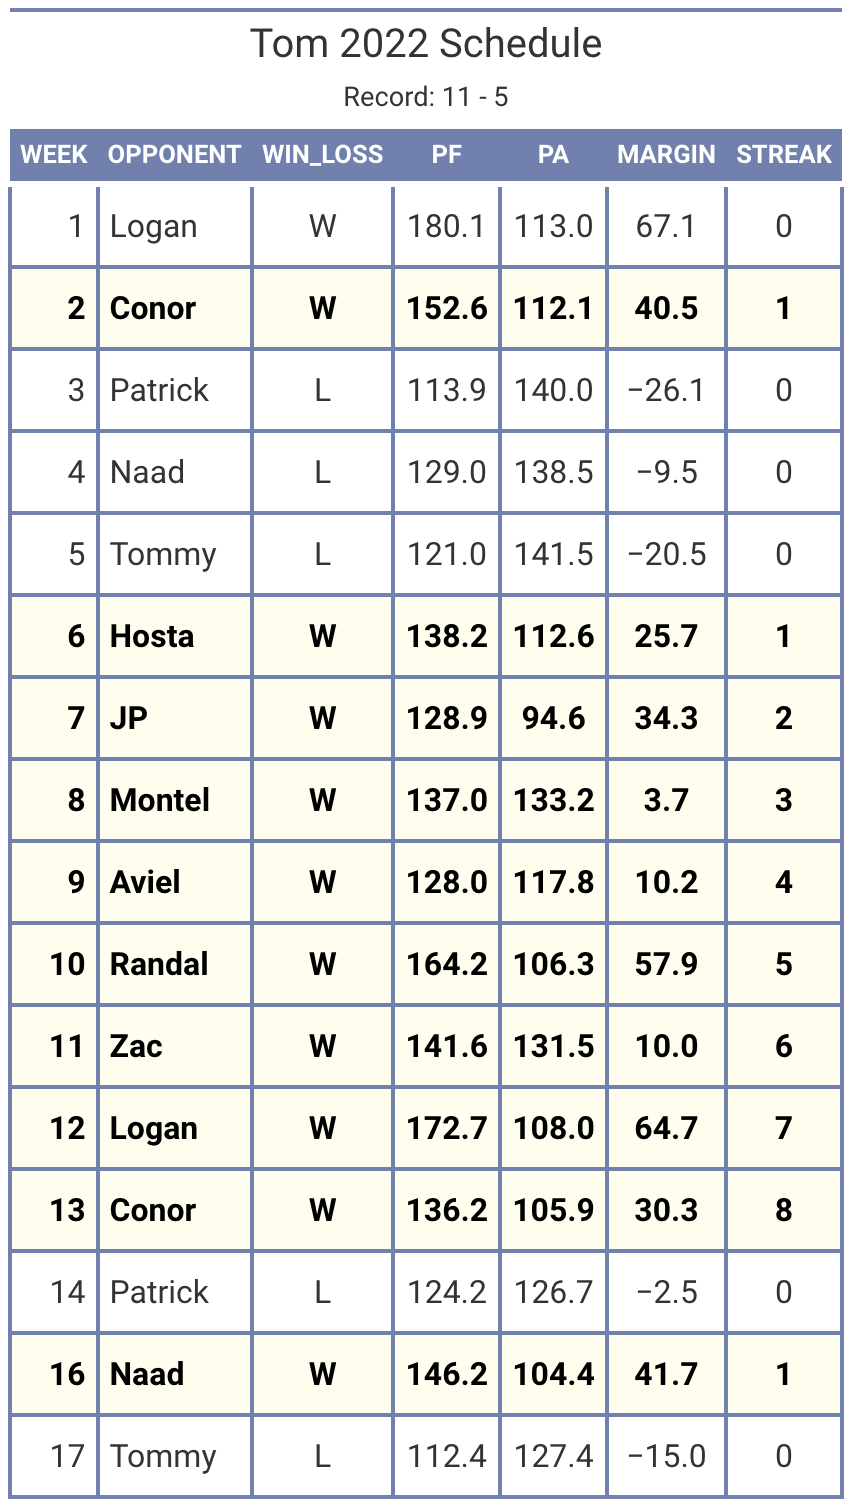 Tom 2022 Schedule
Record: 11 - 5
WEEK OPPONENT WIN_LOSS PF PA MARGIN STREAK
1 Logan W 180.1 113.0 67.1 0
2 Conor W 152.6 112.1 40.5 1
3 Patrick L 113.9 140.0 −26.1 0
4 Naad L 129.0 138.5 −9.5 0
5 Tommy L 121.0 141.5 −20.5 0
6 Hosta W 138.2 112.6 25.7 1
7 JP W 128.9 94.6 34.3 2
8 Montel W 137.0 133.2 3.7 3
9 Aviel W 128.0 117.8 10.2 4
10 Randal W 164.2 106.3 57.9 5
11 Zac W 141.6 131.5 10.0 6
12 Logan W 172.7 108.0 64.7 7
13 Conor W 136.2 105.9 30.3 8
14 Patrick L 124.2 126.7 −2.5 0
16 Naad W 146.2 104.4 41.7 1
17 Tommy L 112.4 127.4 −15.0 0